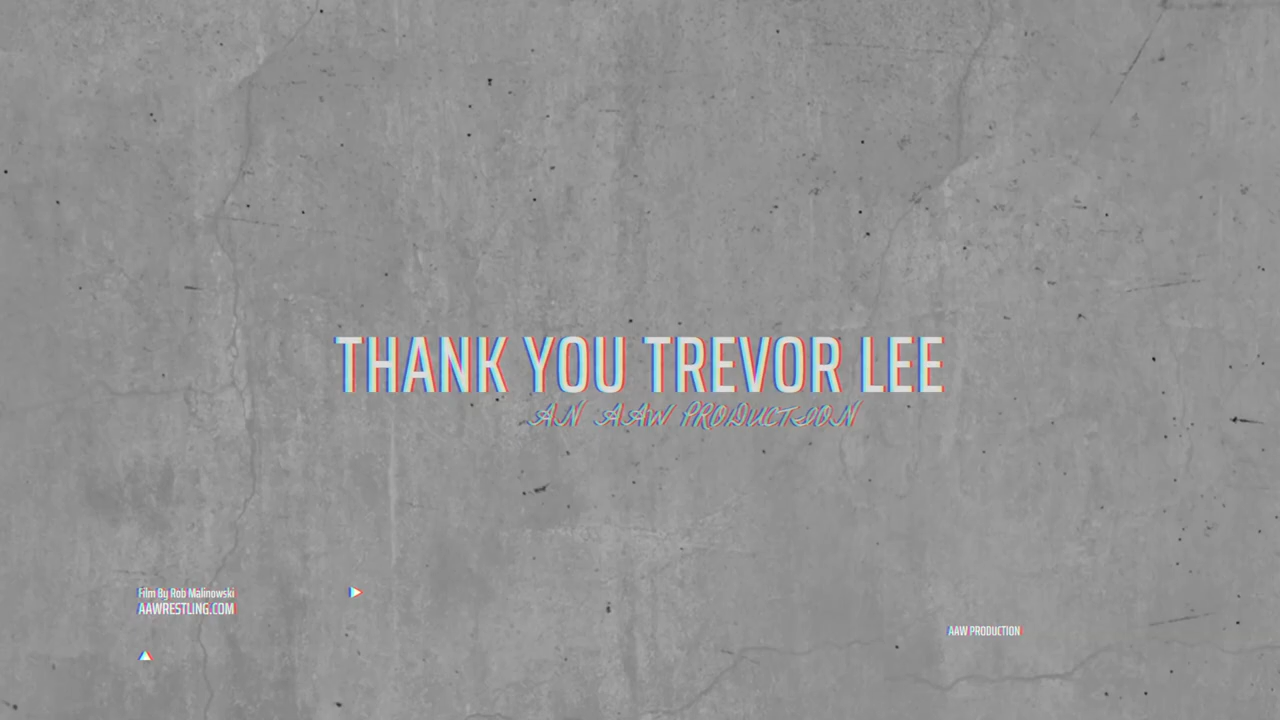 THANK YOU TREVOR LEE
AN AAW PRODUCTION
Film By Rob Malinowski
AAWRESTLING.COM
AAW PRODUCTION